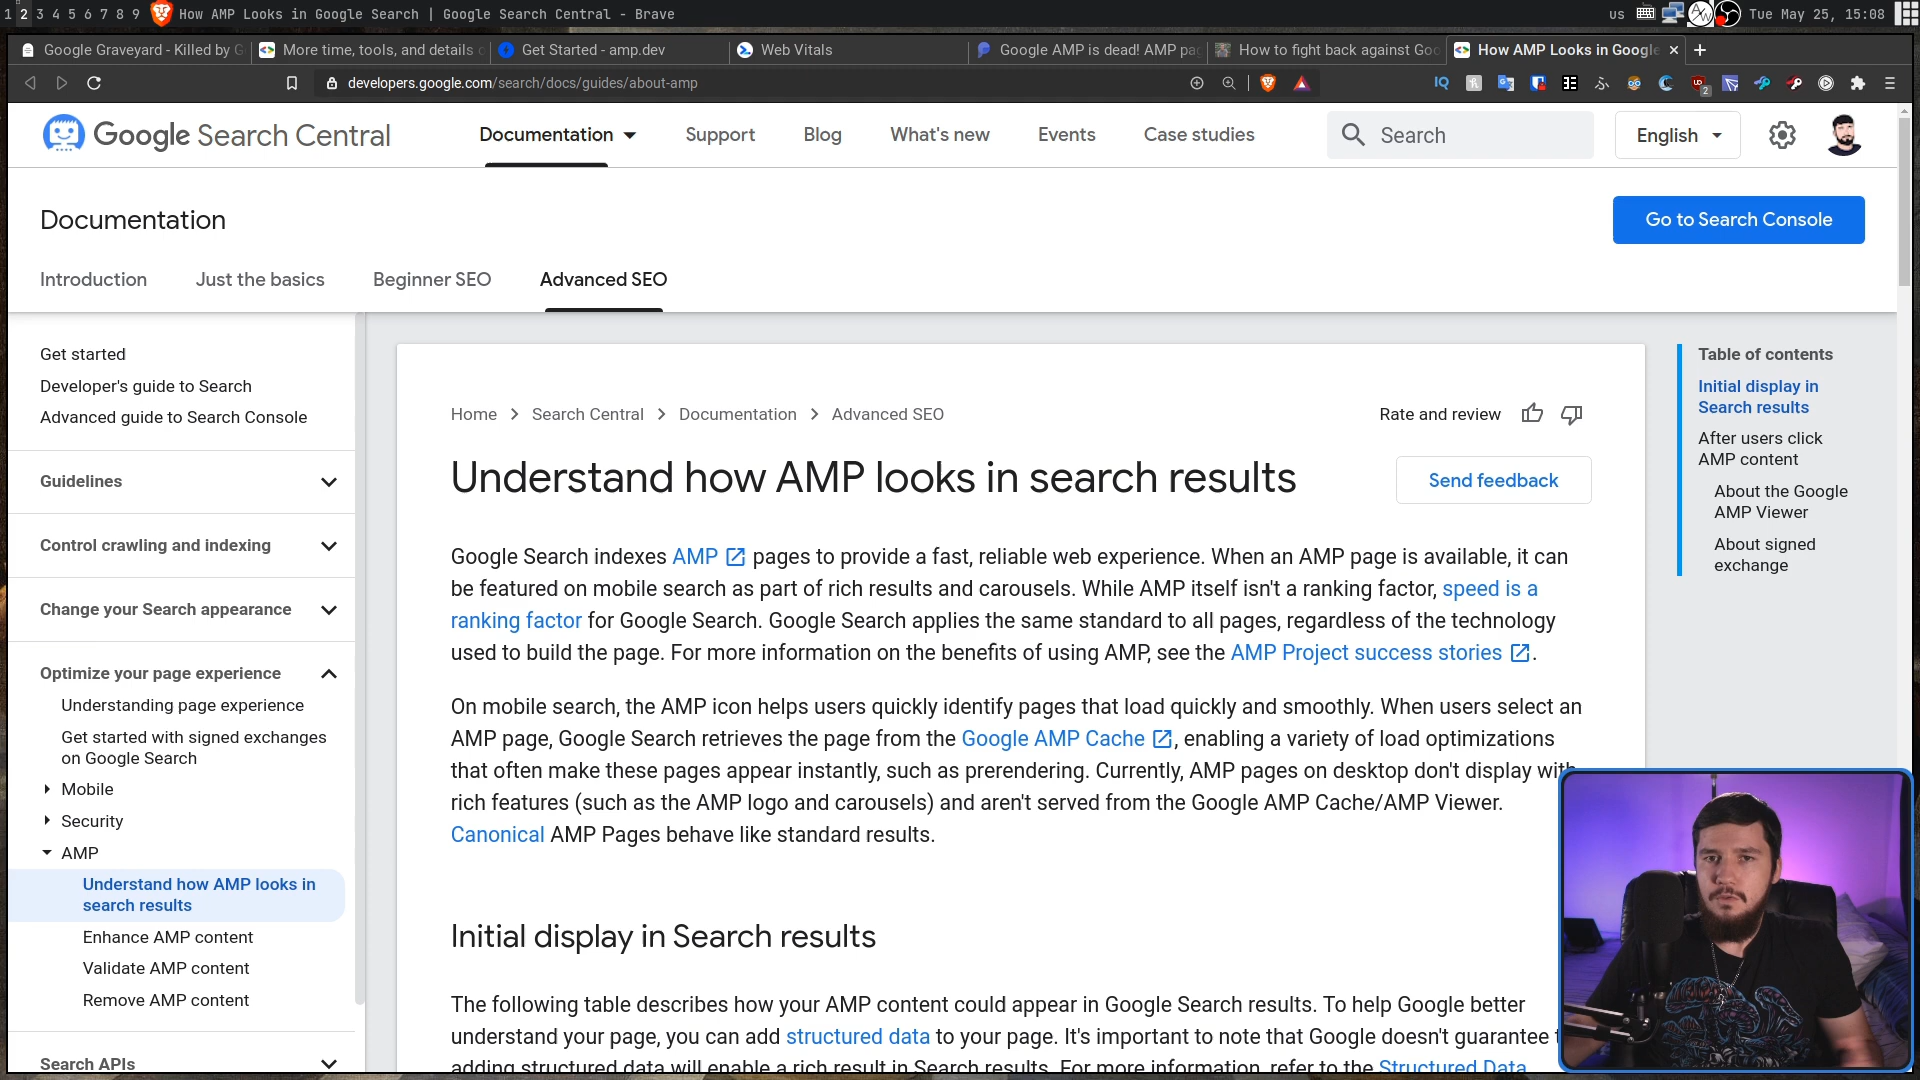 1 2 3 4 5 6 7 8 9 How AMP Looks in Google Search | Google Search Central - Brave
us Tue May 25, 15:08
Google Graveyard - Killed by G
More time, tools, and details o
Get Started - amp.dev
Web Vitals
Google AMP is dead! AMP pag
How to fight back against Goo
How AMP Looks in Google
developers.google.com/search/docs/guides/about-amp
Google Search Central
Documentation
Support
Blog
What's new
Events
Case studies
Search
English
Documentation
Go to Search Console
Introduction
Just the basics
Beginner SEO
Advanced SEO
Get started
Developer's guide to Search
Advanced guide to Search Console
Guidelines
Control crawling and indexing
Change your Search appearance
Optimize your page experience
Understanding page experience
Get started with signed exchanges
on Google Search
Mobile
Security
AMP
Understand how AMP looks in
search results
Enhance AMP content
Validate AMP content
Remove AMP content
Search APIs
Home > Search Central > Documentation > Advanced SEO
Rate and review
Understand how AMP looks in search results
Send feedback
Google Search indexes AMP pages to provide a fast, reliable web experience. When an AMP page is available, it can
be featured on mobile search as part of rich results and carousels. While AMP itself isn't a ranking factor, speed is a
ranking factor for Google Search. Google Search applies the same standard to all pages, regardless of the technology
used to build the page. For more information on the benefits of using AMP, see the AMP Project success stories.
On mobile search, the AMP icon helps users quickly identify pages that load quickly and smoothly. When users select an
AMP page, Google Search retrieves the page from the Google AMP Cache, enabling a variety of load optimizations
that often make these pages appear instantly, such as prerendering. Currently, AMP pages on desktop don't display with
rich features (such as the AMP logo and carousels) and aren't served from the Google AMP Cache/AMP Viewer.
Canonical AMP Pages behave like standard results.
Initial display in Search results
The following table describes how your AMP content could appear in Google Search results. To help Google better
understand your page, you can add structured data to your page. It's important to note that Google doesn't guarantee
adding structured data will enable a rich result in Search results. For more information, refer to the Structured Data
Table of contents
Initial display in
Search results
After users click
AMP content
About the Google
AMP Viewer
About signed
exchange